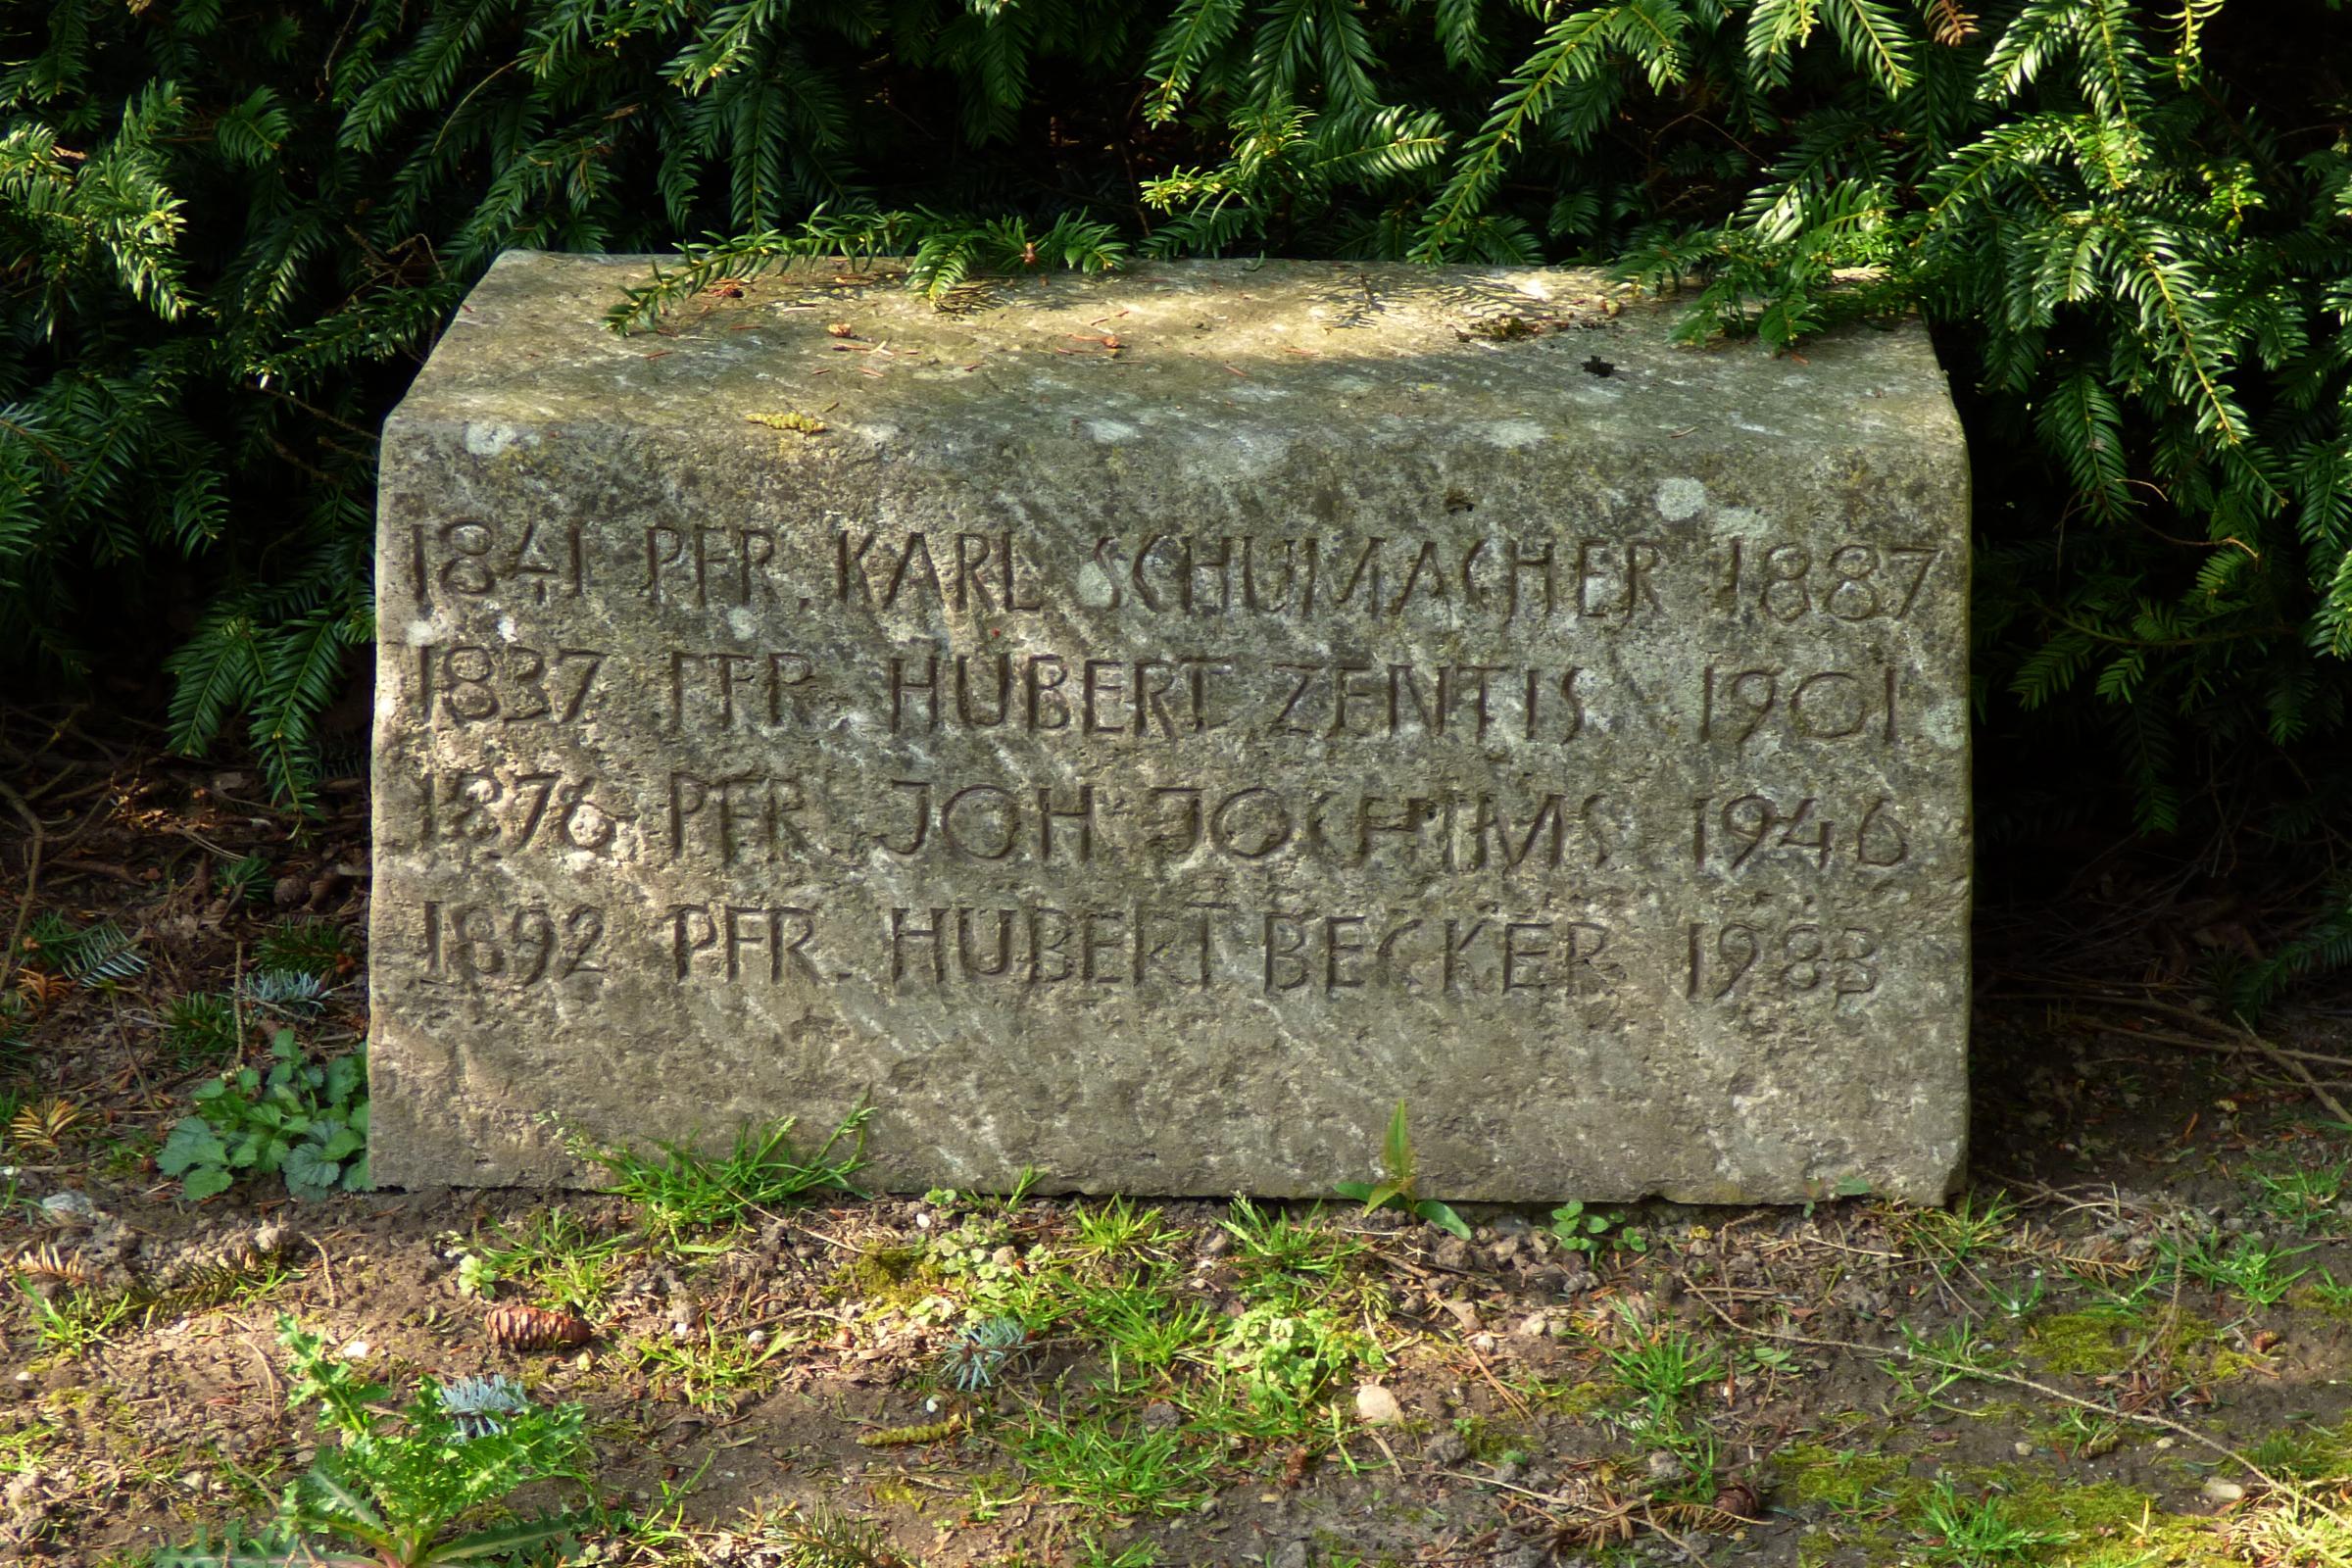 1841 PFR. KARL SCHUMACHER 1887
1837 PFR. HUBERT ZENTIS 1901
1876 PFR. JOH. JOCHIMS 1946
1892 PFR. HUBERT BECKER 1983